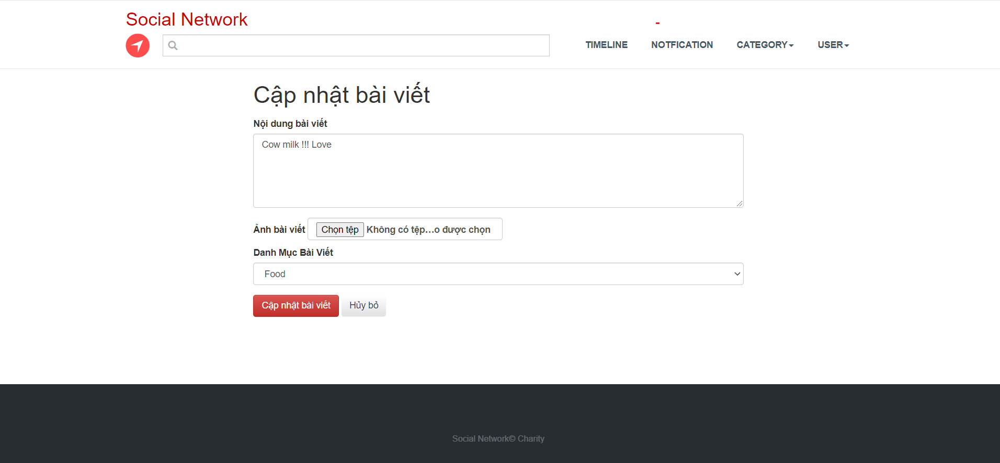 Social Network
-
TIMELINE NOTFICATION CATEGORY USER
Cập nhật bài viết
Nội dung bài viết
Cow milk !!! Love
Ảnh bài viết Chọn tệp Không có tệp...o được chọn
Danh Mục Bài Viết
Food
Cập nhật bài viết Hủy bỏ
Social Network© Charity